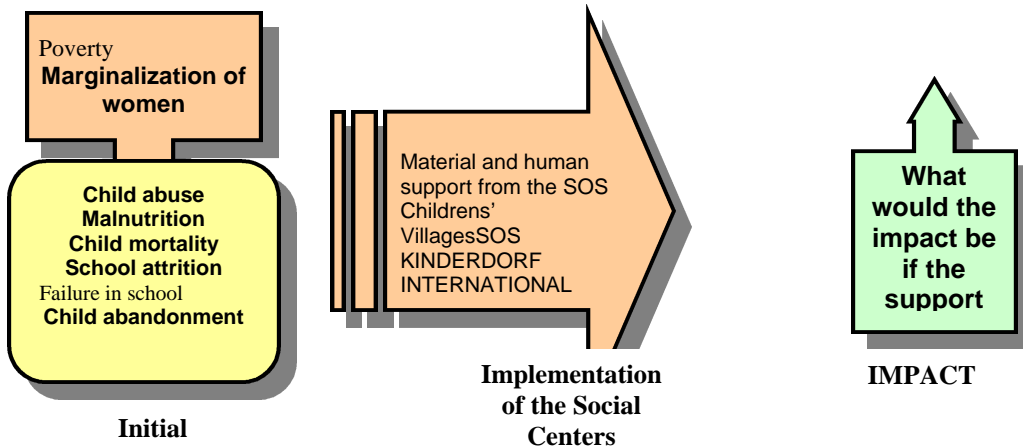 Poverty
Marginalization of
women
Child abuse
Malnutrition
Child mortality
School attrition
Failure in school
Child abandonment
Initial
Material and human
support from the SOS
Childrens’
VillagesSOS
KINDERDORF
INTERNATIONAL
Implementation
of the Social
Centers
What
would the
impact be
if the
support
IMPACT